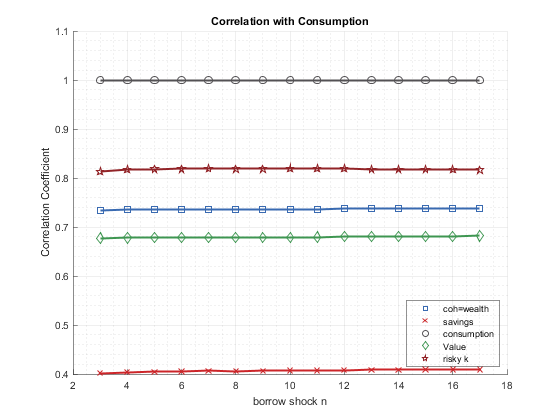 Correlation with Consumption
1.1
1
0.9
0.8
0.7
0.6
0.5
0.4
Correlation Coefficient
2
4
6
8
10
12
14
16
18
borrow shock n
coh=wealth
savings
consumption
Value
risky k